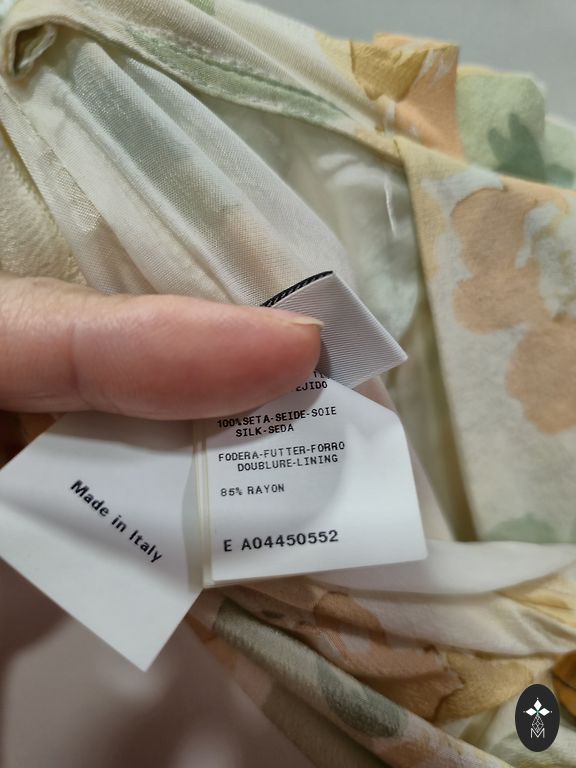 EJIDO
100%SETA-SEIDE-SOIE
SILK-SEDA
FODERA-FUTTER-FORRO
DOUBLURE-LINING
85% RAYON
E A04450552
Made in Italy
M